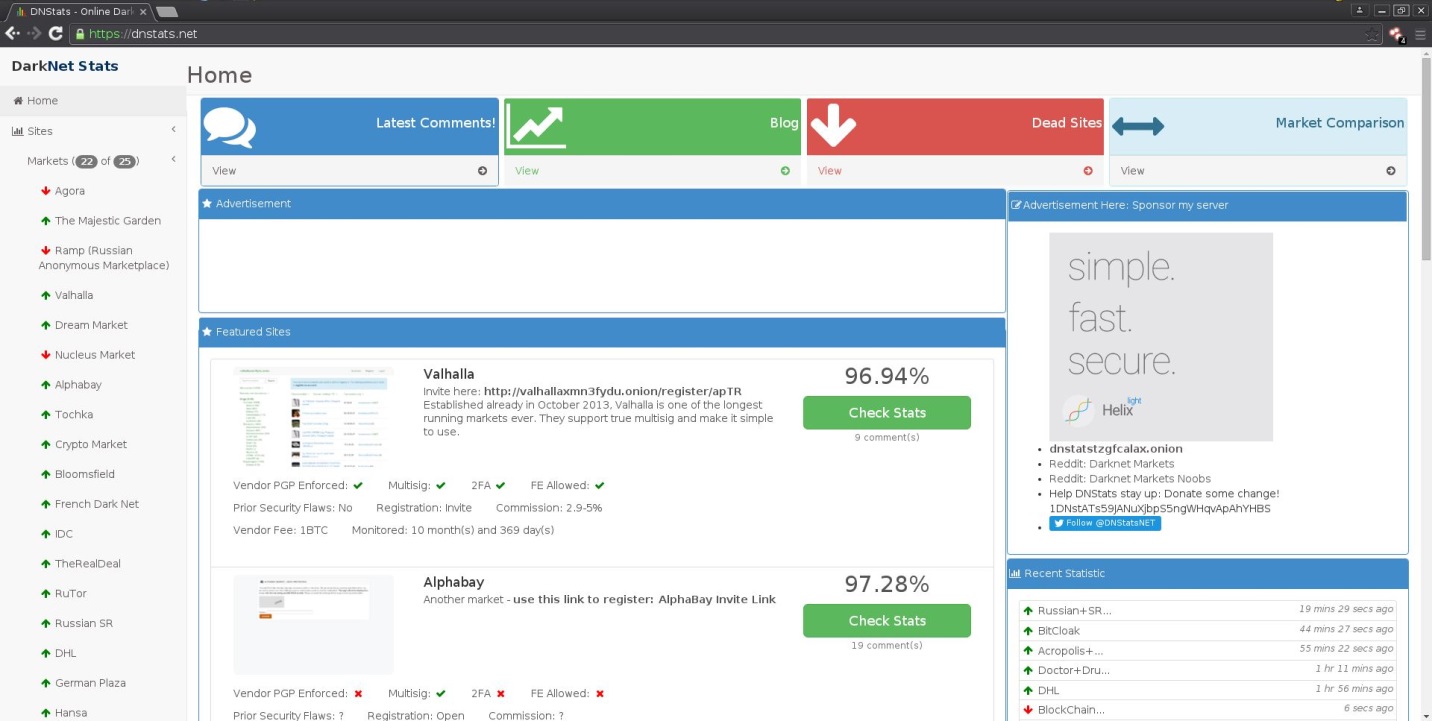 DNStats - Online Dark
https://dnstats.net
4
DarkNet Stats
Home
Sites
Markets (22 of 25)
Agora
The Majestic Garden
Ramp (Russian
Anonymous Marketplace)
Valhalla
Dream Market
Nucleus Market
Alphabay
Tochka
Crypto Market
Bloomsfield
French Dark Net
IDC
TheRealDeal
RuTor
Russian SR
DHL
German Plaza
Hansa
Home
Latest Comments!
View
Blog
View
Dead Sites
View
Market Comparison
View
Advertisement
Featured Sites
Valhalla
Invite here: http://valhallaxmn3fydu.onion/register/apTR
Established already in October 2013, Valhalla is one of the longest
running markets ever. They support true multisig and make it simple
to use.
96.94%
Check Stats
9 comment(s)
Vendor PGP Enforced: Multisig: 2FA FE Allowed:
Prior Security Flaws: No Registration: Invite Commission: 2.9-5%
Vendor Fee: 1BTC Monitored: 10 month(s) and 369 day(s)
Alphabay
Another market - use this link to register: AlphaBay Invite Link
97.28%
Check Stats
19 comment(s)
Vendor PGP Enforced: Multisig: 2FA FE Allowed:
Prior Security Flaws: ? Registration: Open Commission: ?
Advertisement Here: Sponsor my server
simple.
fast.
secure.
Helix light
dnstatstzgfcalax.onion
Reddit: Darknet Markets
Reddit: Darknet Markets Noobs
Help DNStats stay up: Donate some change!
1DNstATs59JANuXjbpS5ngWHqvApAhYHBS
Follow @DNStatsNET
Recent Statistic
Russian+SR... 19 mins 29 secs ago
BitCloak 44 mins 27 secs ago
Acropolis+... 55 mins 22 secs ago
Doctor+Dru... 1 hr 11 mins ago
DHL 1 hr 56 mins ago
BlockChain... 6 secs ago